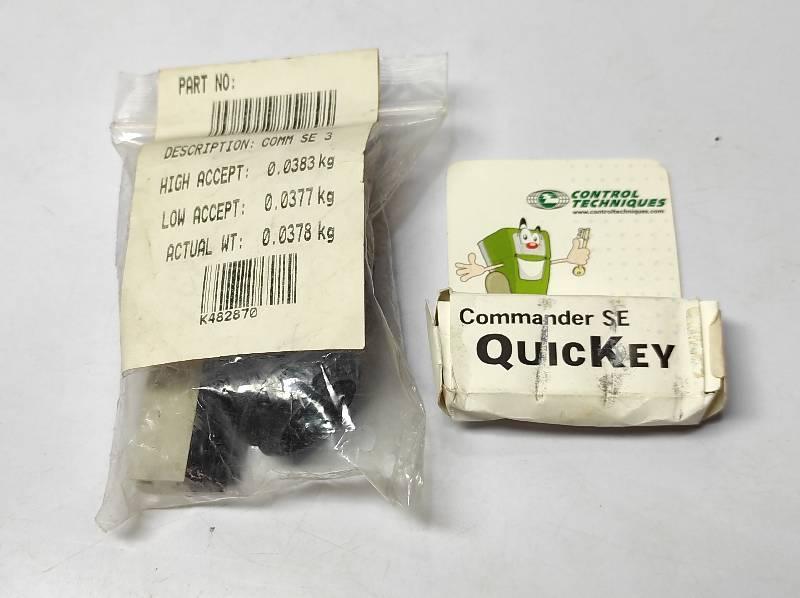 PART NO:
DESCRIPTION: COMM SE 3
HIGH ACCEPT: 0.0383 kg
LOW ACCEPT: 0.0377 kg
ACTUAL WT: 0.0378 kg
K482870
CONTROL
TECHNIQUES
www.controltechniques.com
Commander SE
QUICKEY